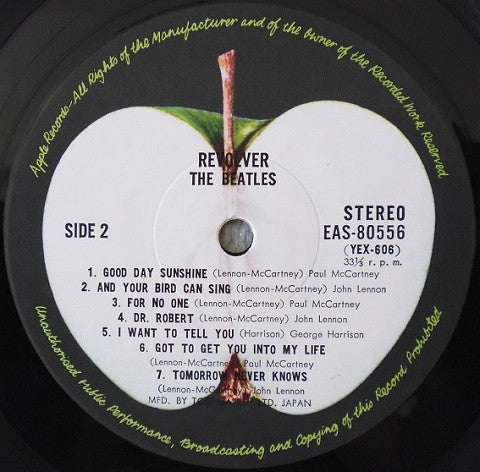 Apple Records-All Rights of the Manufacturer and of the Owner of the Recorded Work Reserved
REVOLVER
THE BEATLES
SIDE 2
STEREO
EAS-80556
(YEX-606)
33⅓ r. p. m.
1. GOOD DAY SUNSHINE (Lennon-McCartney) Paul McCartney
2. AND YOUR BIRD CAN SING (Lennon-McCartney) John Lennon
3. FOR NO ONE (Lennon-McCartney) Paul McCartney
4. DR. ROBERT (Lennon-McCartney) John Lennon
5. I WANT TO TELL YOU (Harrison) George Harrison
6. GOT TO GET YOU INTO MY LIFE
(Lennon-McCartney) Paul McCartney
7. TOMORROW NEVER KNOWS
(Lennon-McCartney) John Lennon
MFD. BY LTD. JAPAN
Unauthorised Public Performance, Broadcasting and Copying of this Record Prohibited